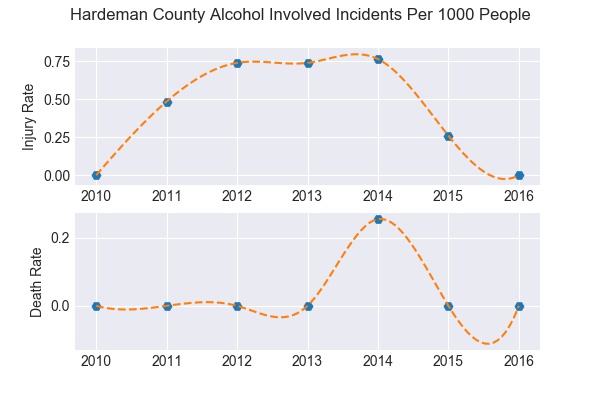 Hardeman County Alcohol Involved Incidents Per 1000 People
0.75
0.50
0.25
0.00
Injury Rate
2010 2011 2012 2013 2014 2015 2016
0.2
0.0
Death Rate
2010 2011 2012 2013 2014 2015 2016